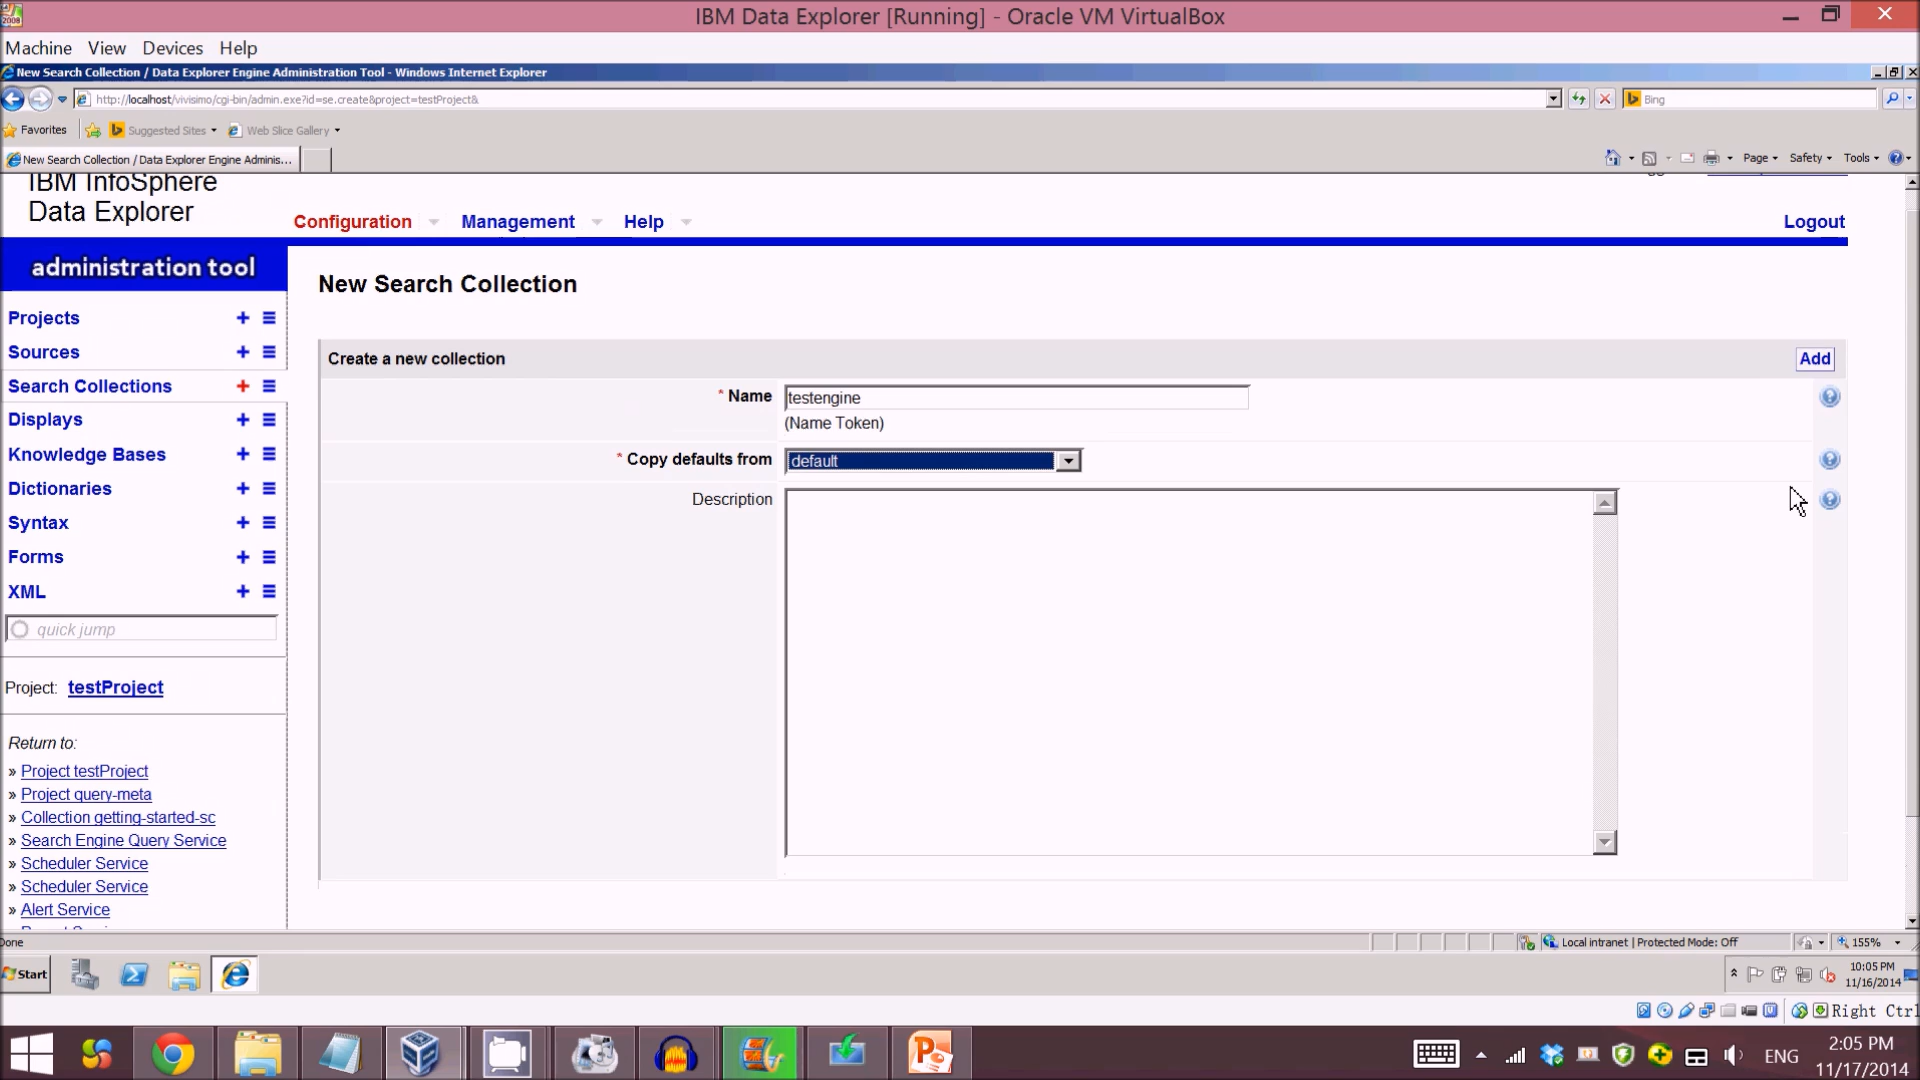 IBM Data Explorer [Running] - Oracle VM VirtualBox
Machine View Devices Help
New Search Collection / Data Explorer Engine Administration Tool - Windows Internet Explorer
http://localhost/vivisimo/cgi-bin/admin.exe?id=se.create&project=testProject&
Bing
Favorites Suggested Sites Web Slice Gallery
New Search Collection / Data Explorer Engine Adminis...
Page Safety Tools
IBM InfoSphere
Data Explorer
Configuration Management Help Logout
administration tool
New Search Collection
Projects
Sources
Create a new collection Add
Search Collections
* Name testengine
(Name Token)
Displays
Knowledge Bases
* Copy defaults from default
Dictionaries
Description
Syntax
Forms
XML
quick jump
Project: testProject
Return to:
» Project testProject
» Project query-meta
» Collection getting-started-sc
» Search Engine Query Service
» Scheduler Service
» Scheduler Service
» Alert Service
Done
Local intranet | Protected Mode: Off
155%
Start
10:05 PM
11/16/2014
Right Ctrl
ENG
2:05 PM
11/17/2014